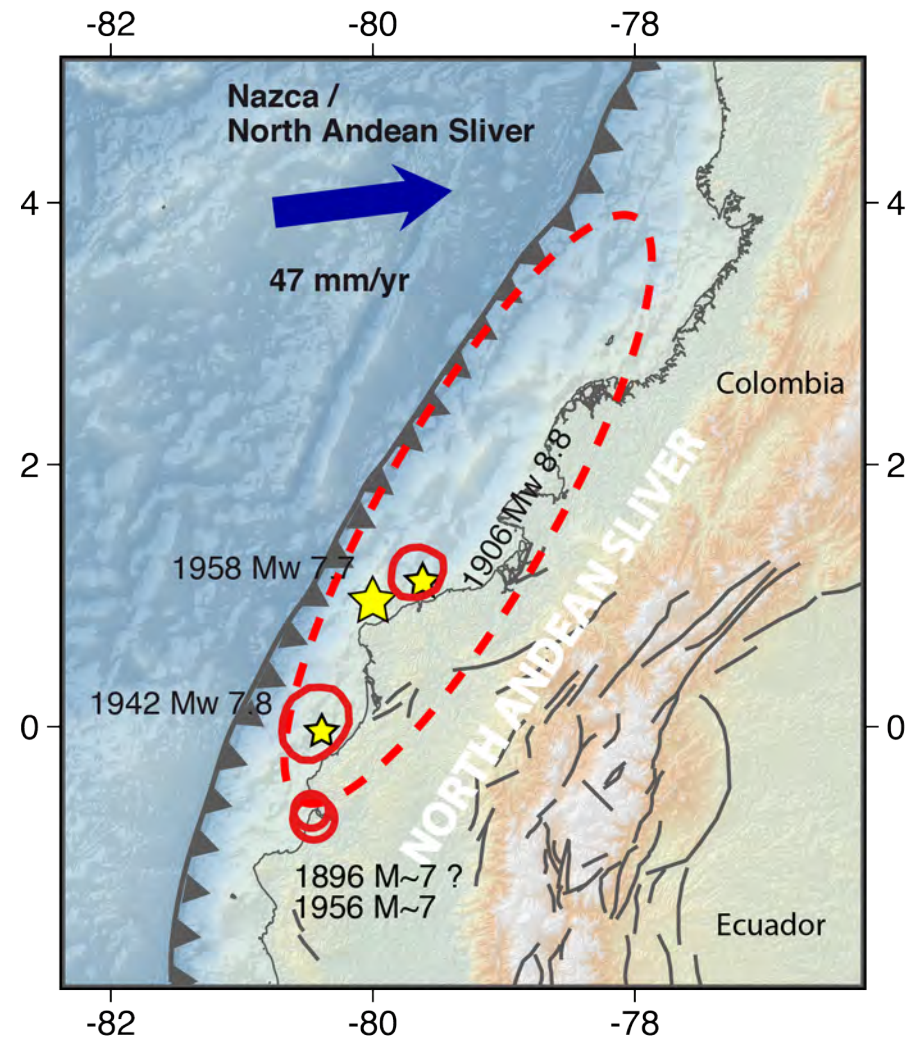 -82 -80 -78
Nazca /
North Andean Sliver
4 4
47 mm/yr
Colombia
2 2
1906 Mw 8.8
1958 Mw 7.7
NORTH ANDEAN SLIVER
1942 Mw 7.8
0 0
1896 M~7 ?
1956 M~7
Ecuador
-82 -80 -78